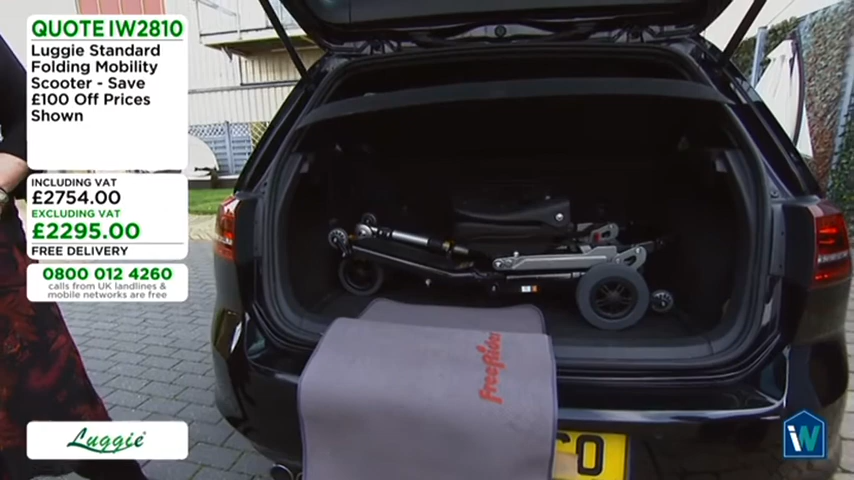 QUOTE IW2810
Luggie Standard
Folding Mobility
Scooter - Save
£100 Off Prices
Shown
INCLUDING VAT
£2754.00
EXCLUDING VAT
£2295.00
FREE DELIVERY
0800 012 4260
calls from UK landlines &
mobile networks are free
Luggie
FreeRider
iW